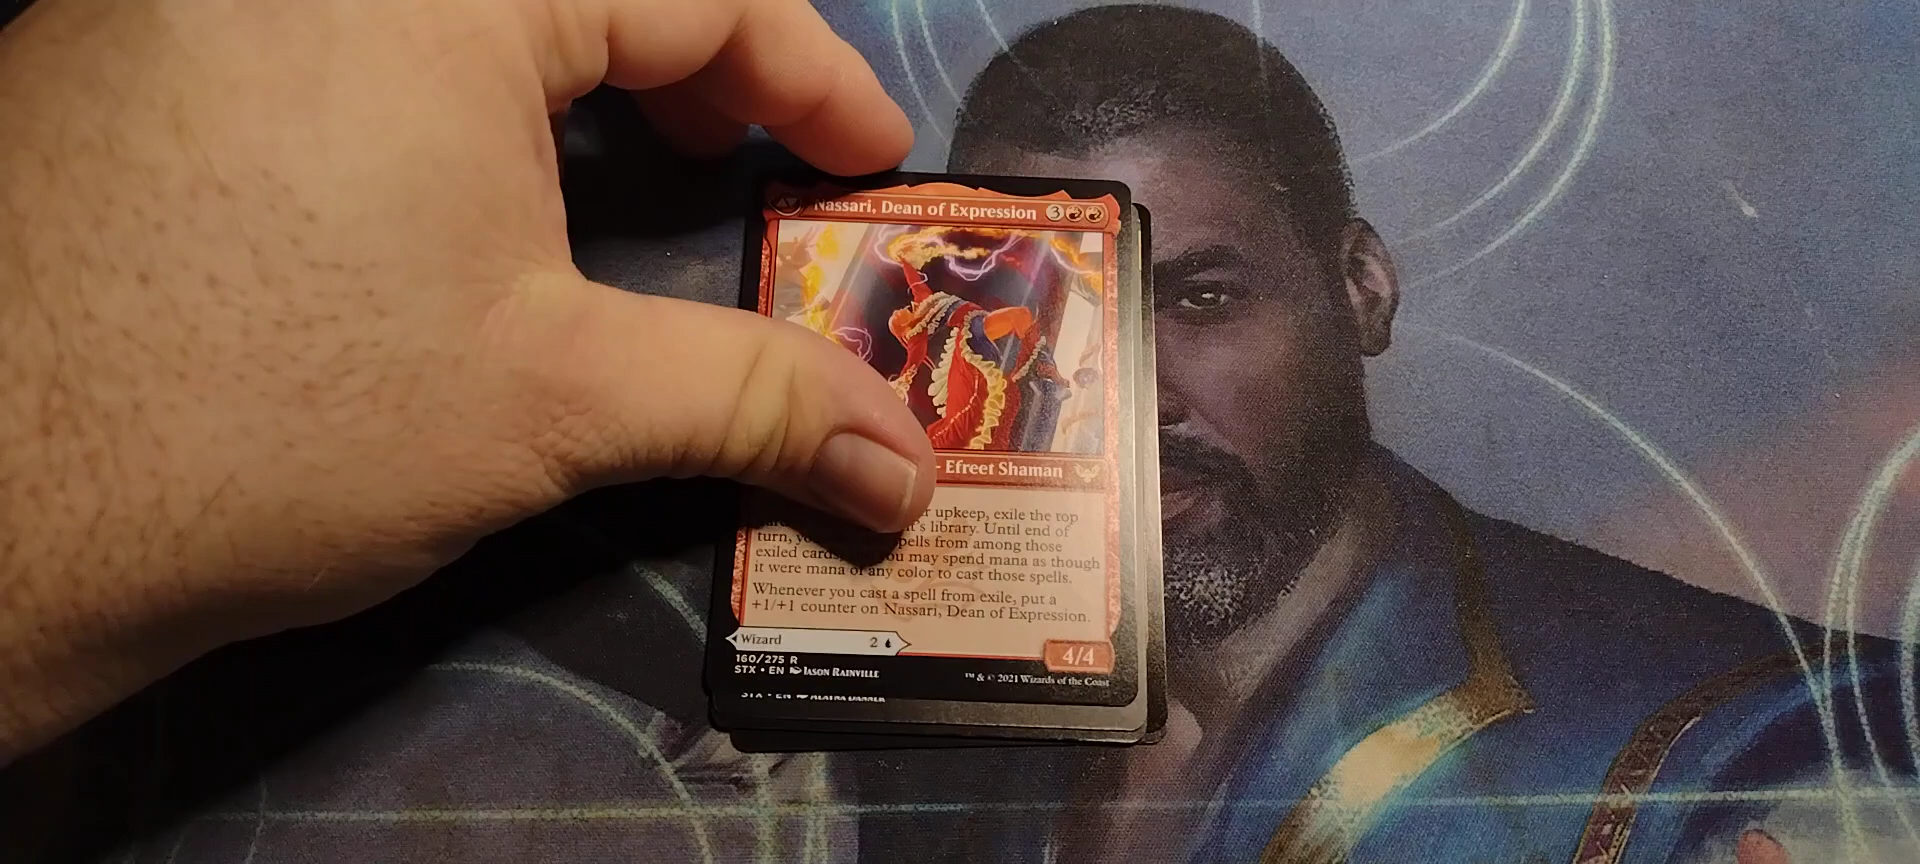 Nassari, Dean of Expression 3
- Efreet Shaman
upkeep, exile the top
library. Until end of
turn, spells from among those
exiled cards, you may spend mana as though
it were mana of any color to cast those spells.
Whenever you cast a spell from exile, put a
+1/+1 counter on Nassari, Dean of Expression.
Wizard 2
4/4
160/275 R
STX • EN Jason Rainville
™ & © 2021 Wizards of the Coast
STX • EN